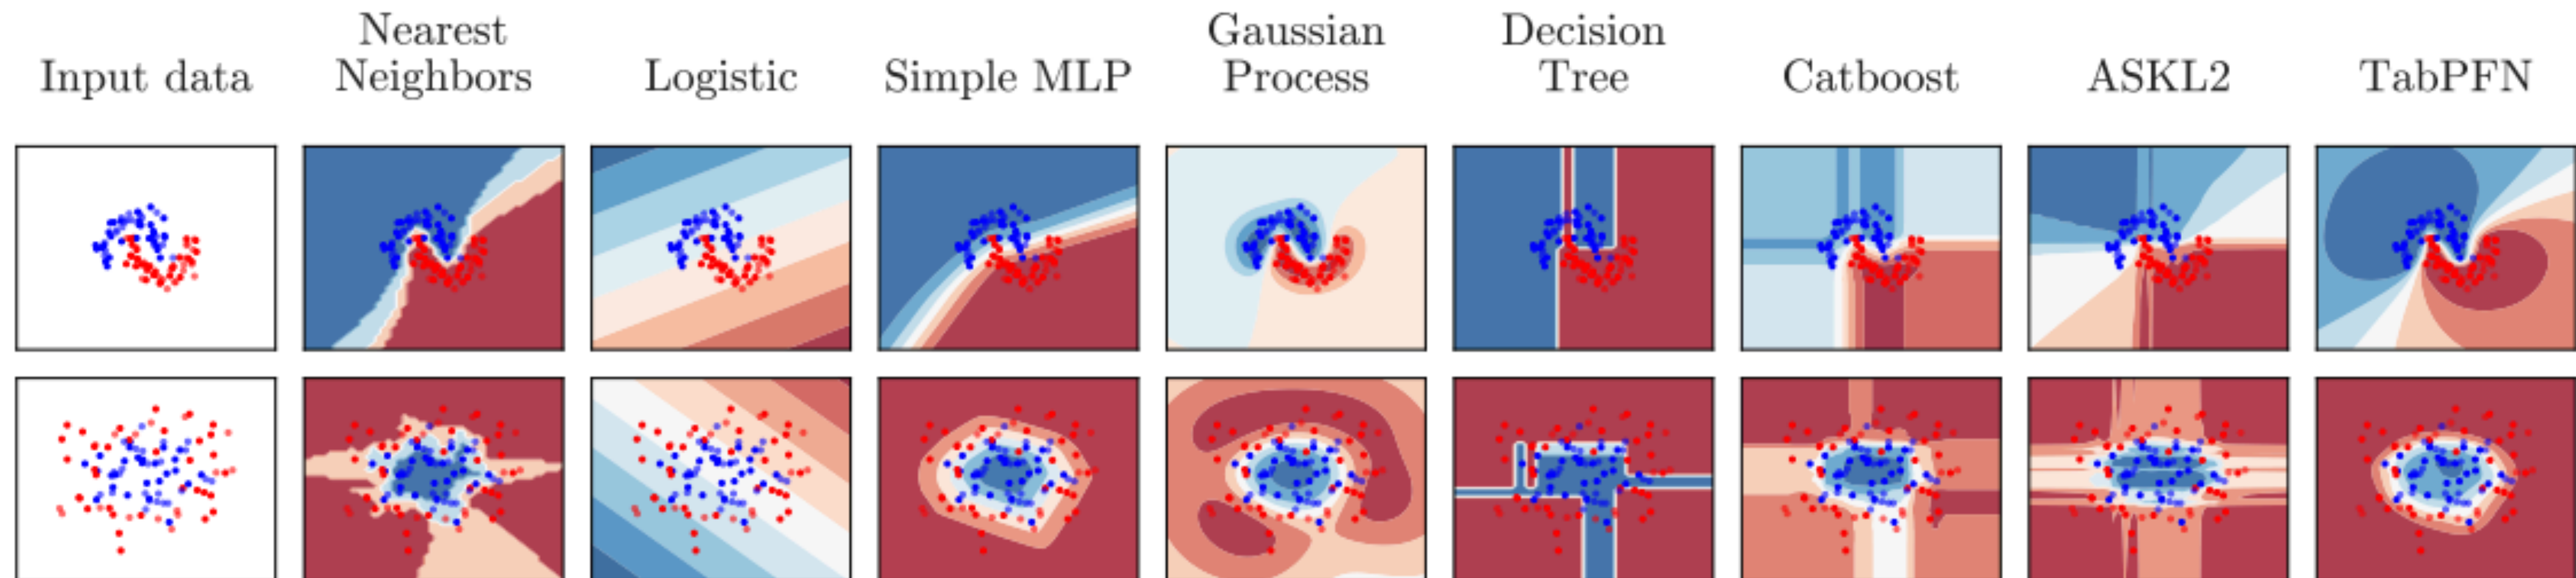 Input data
Nearest
Neighbors
Logistic
Simple MLP
Gaussian
Process
Decision
Tree
Catboost
ASKL2
TabPFN